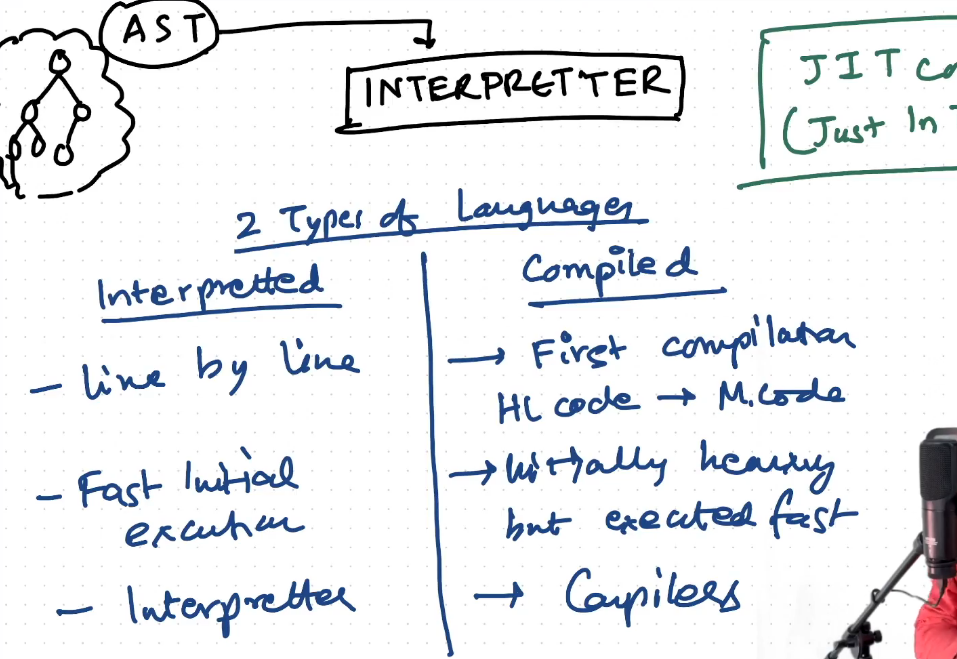 AST
INTERPRETTER
JIT co
(Just In T
2 Types of Languages
Interpretted
Compiled
- line by line
→ First compilation
HL code → M.code
- Fast Initial
execution
→ Initially heavy
but executed fast
- Interpretter
→ Compilers